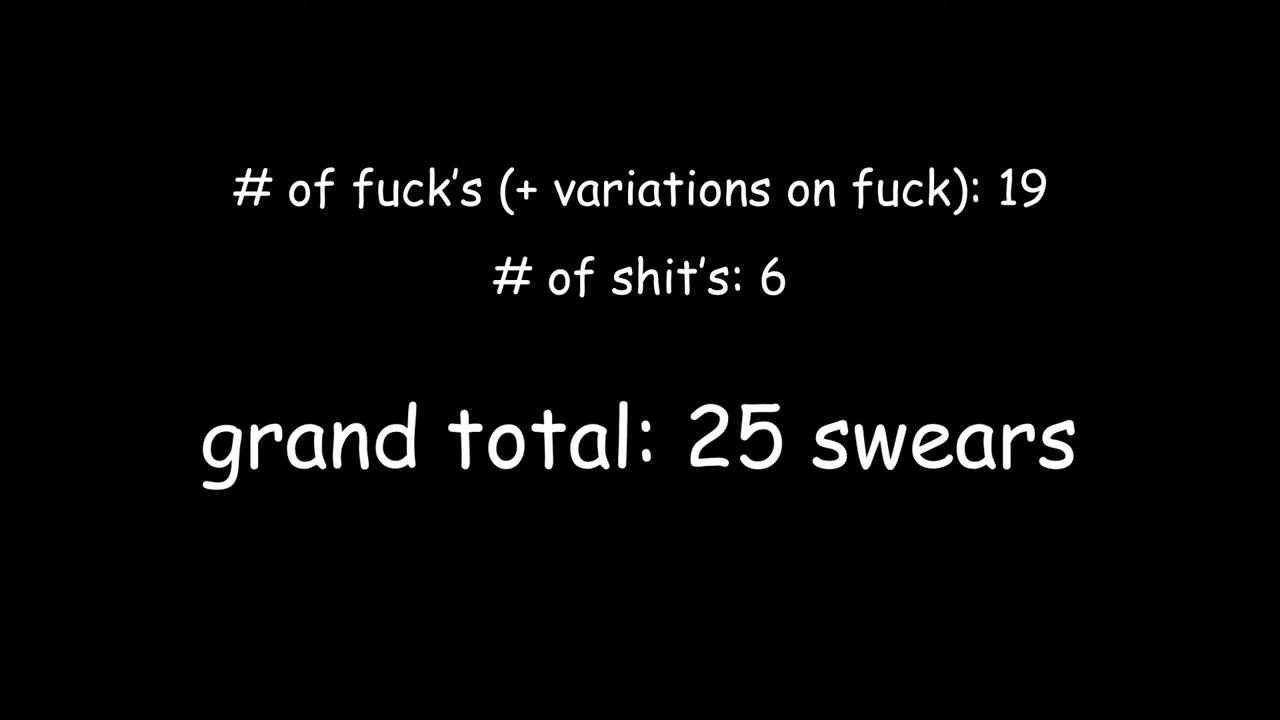 # of fuck's (+ variations on fuck): 19
# of shit's: 6
grand total: 25 swears